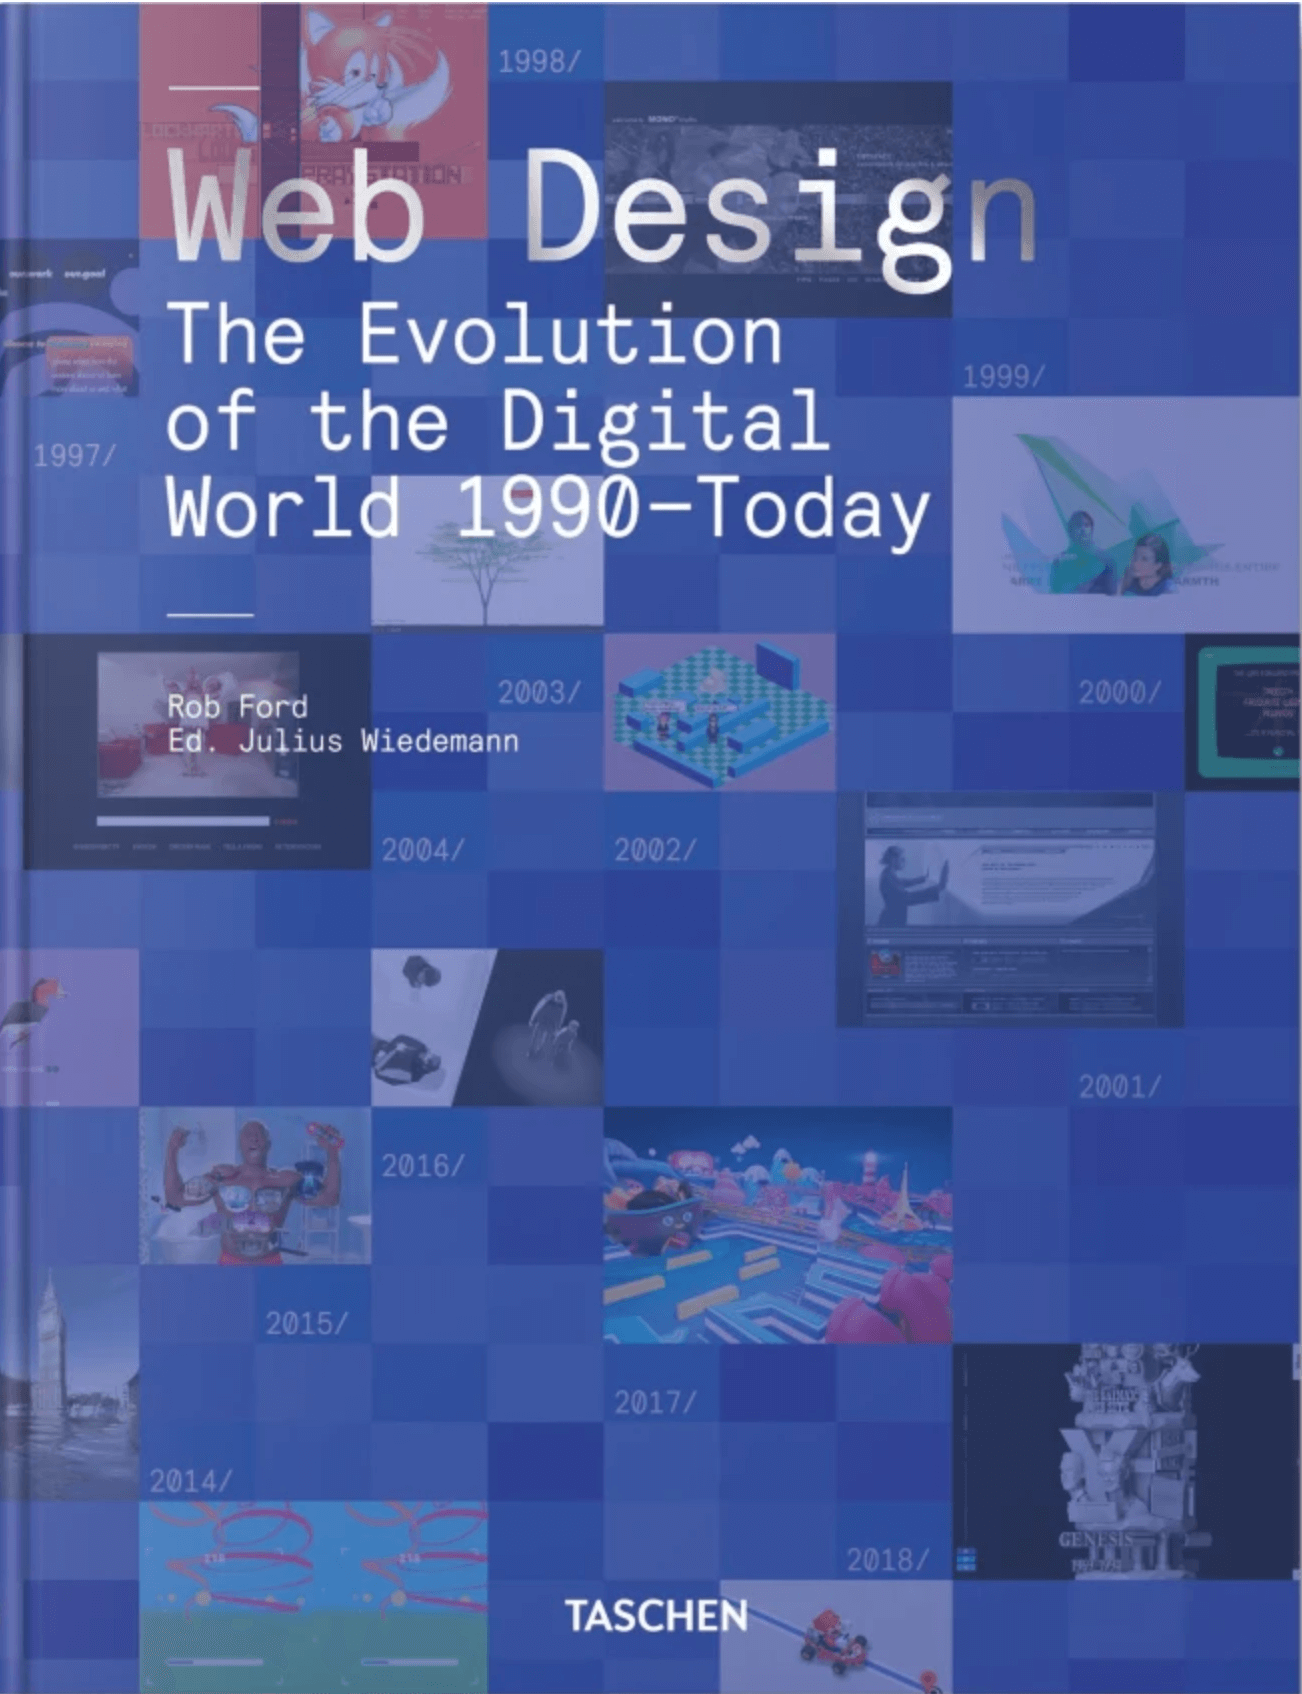 1998/
Web Design
The Evolution
of the Digital
World 1990–Today
1999/
1997/
Rob Ford
Ed. Julius Wiedemann
2003/
2000/
2004/
2002/
2001/
2016/
2015/
2017/
2014/
2018/
GENESIS
TASCHEN